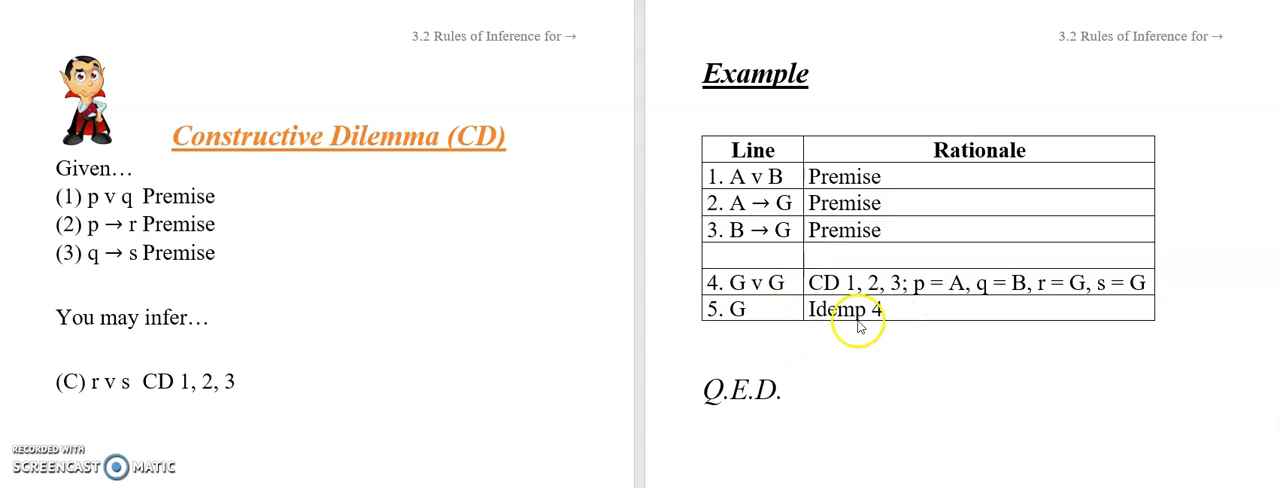 3.2 Rules of Inference for →
Constructive Dilemma (CD)
Given…
(1) p v q Premise
(2) p → r Premise
(3) q → s Premise
You may infer…
(C) r v s CD 1, 2, 3
RECORDED WITH
SCREENCAST MATIC
3.2 Rules of Inference for →
Example
Line Rationale
1. A v B Premise
2. A → G Premise
3. B → G Premise
4. G v G CD 1, 2, 3; p = A, q = B, r = G, s = G
5. G Idemp 4
Q.E.D.